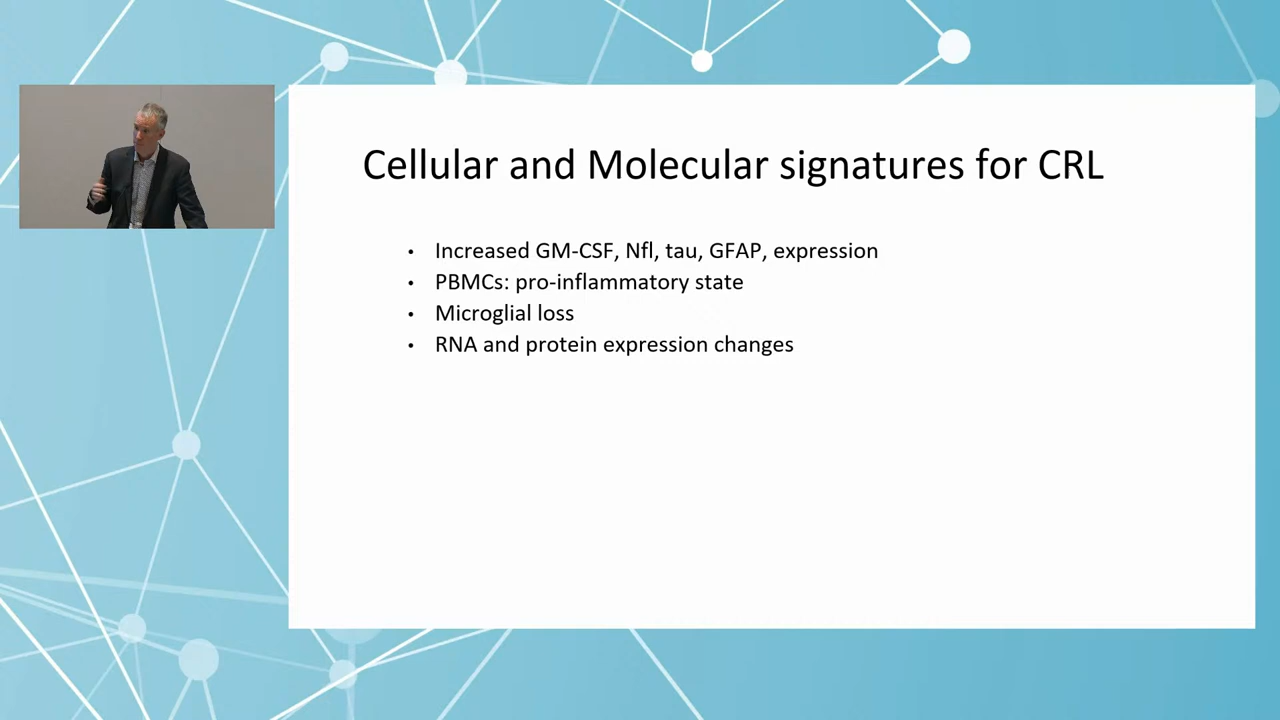 Cellular and Molecular signatures for CRL
• Increased GM-CSF, Nfl, tau, GFAP, expression
• PBMCs: pro-inflammatory state
• Microglial loss
• RNA and protein expression changes